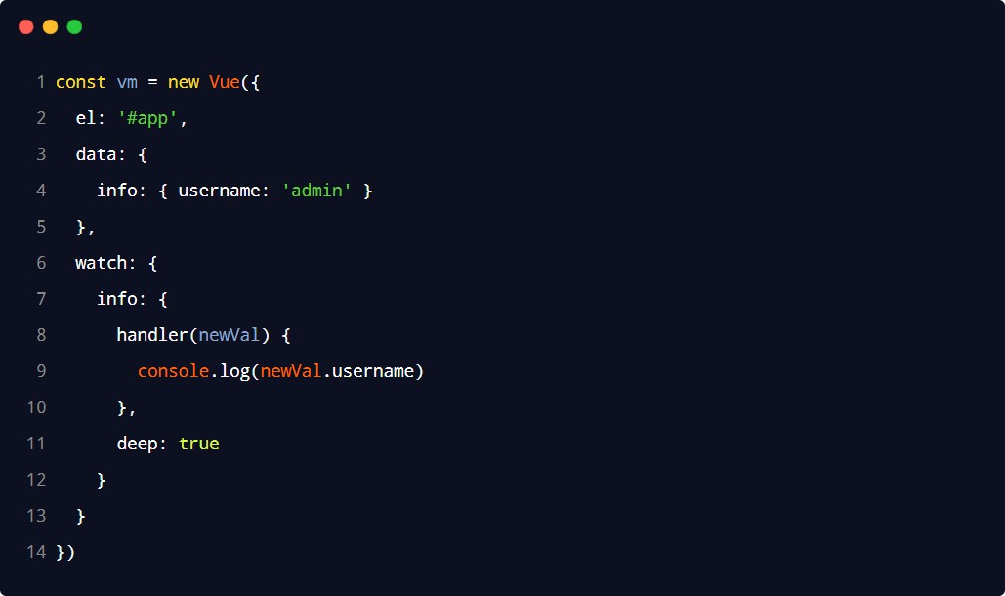 1 const vm = new Vue({
2   el: '#app',
3   data: {
4     info: { username: 'admin' }
5   },
6   watch: {
7     info: {
8       handler(newVal) {
9         console.log(newVal.username)
10       },
11       deep: true
12     }
13   }
14 })